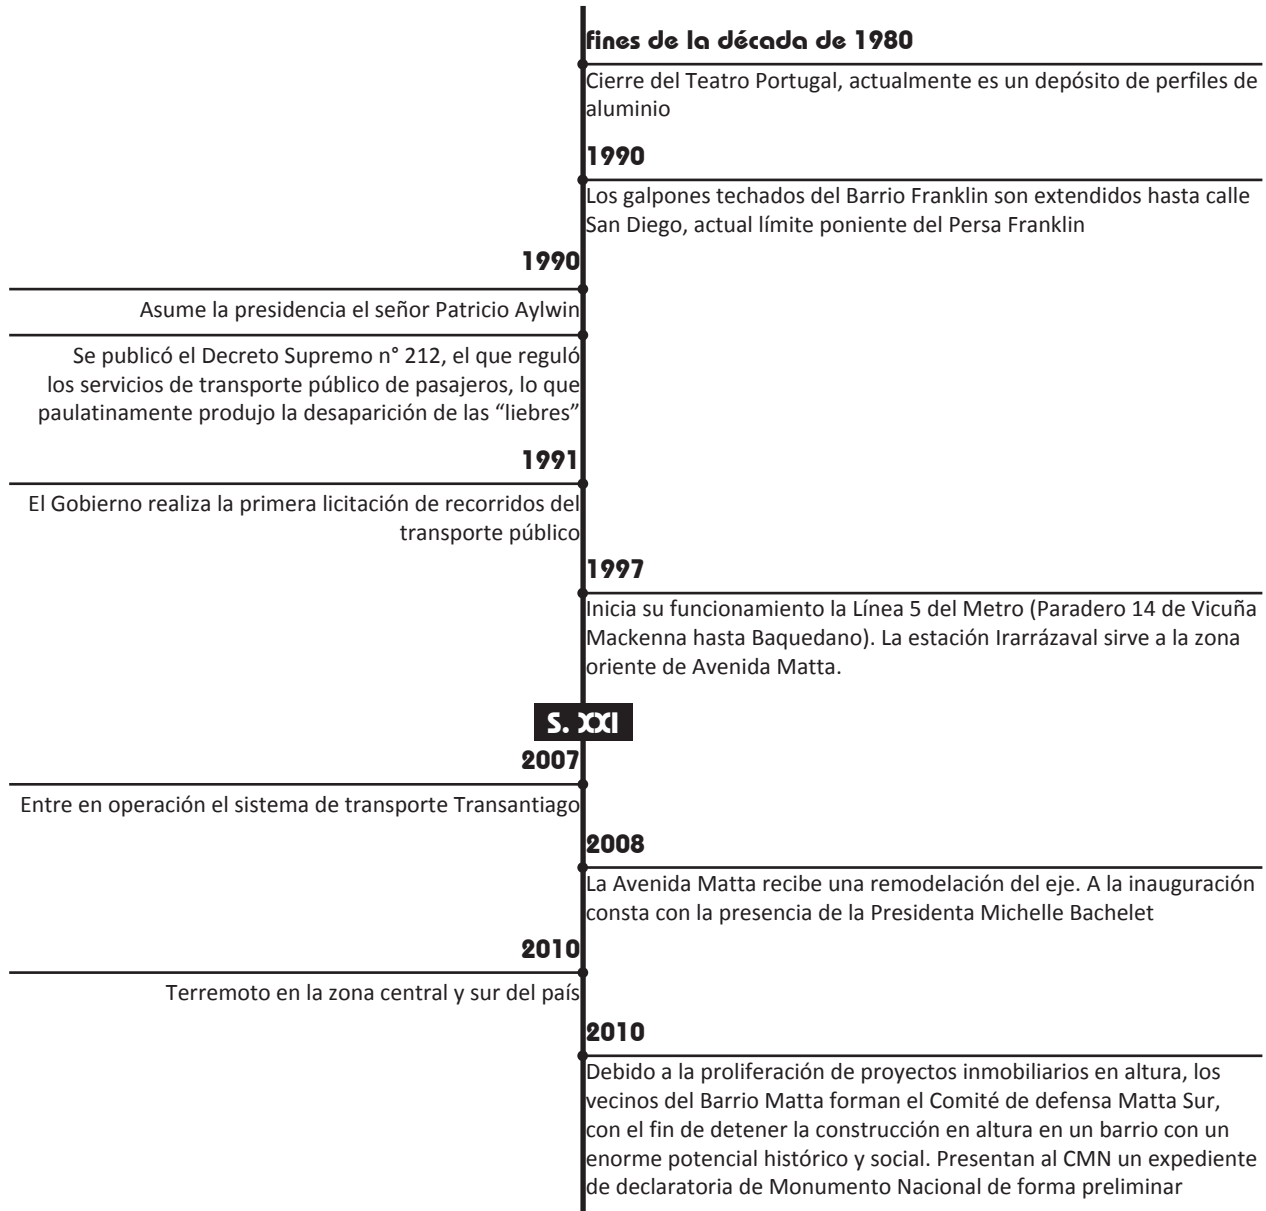 fines de la década de 1980
Cierre del Teatro Portugal, actualmente es un depósito de perfiles de
aluminio
1990
Los galpones techados del Barrio Franklin son extendidos hasta calle
San Diego, actual límite poniente del Persa Franklin
1990
Asume la presidencia el señor Patricio Aylwin
Se publicó el Decreto Supremo n° 212, el que reguló
los servicios de transporte público de pasajeros, lo que
paulatinamente produjo la desaparición de las “liebres”
1991
El Gobierno realiza la primera licitación de recorridos del
transporte público
1997
Inicia su funcionamiento la Línea 5 del Metro (Paradero 14 de Vicuña
Mackenna hasta Baquedano). La estación Irarrázaval sirve a la zona
oriente de Avenida Matta.
S. XXI
2007
Entre en operación el sistema de transporte Transantiago
2008
La Avenida Matta recibe una remodelación del eje. A la inauguración
consta con la presencia de la Presidenta Michelle Bachelet
2010
Terremoto en la zona central y sur del país
2010
Debido a la proliferación de proyectos inmobiliarios en altura, los
vecinos del Barrio Matta forman el Comité de defensa Matta Sur,
con el fin de detener la construcción en altura en un barrio con un
enorme potencial histórico y social. Presentan al CMN un expediente
de declaratoria de Monumento Nacional de forma preliminar